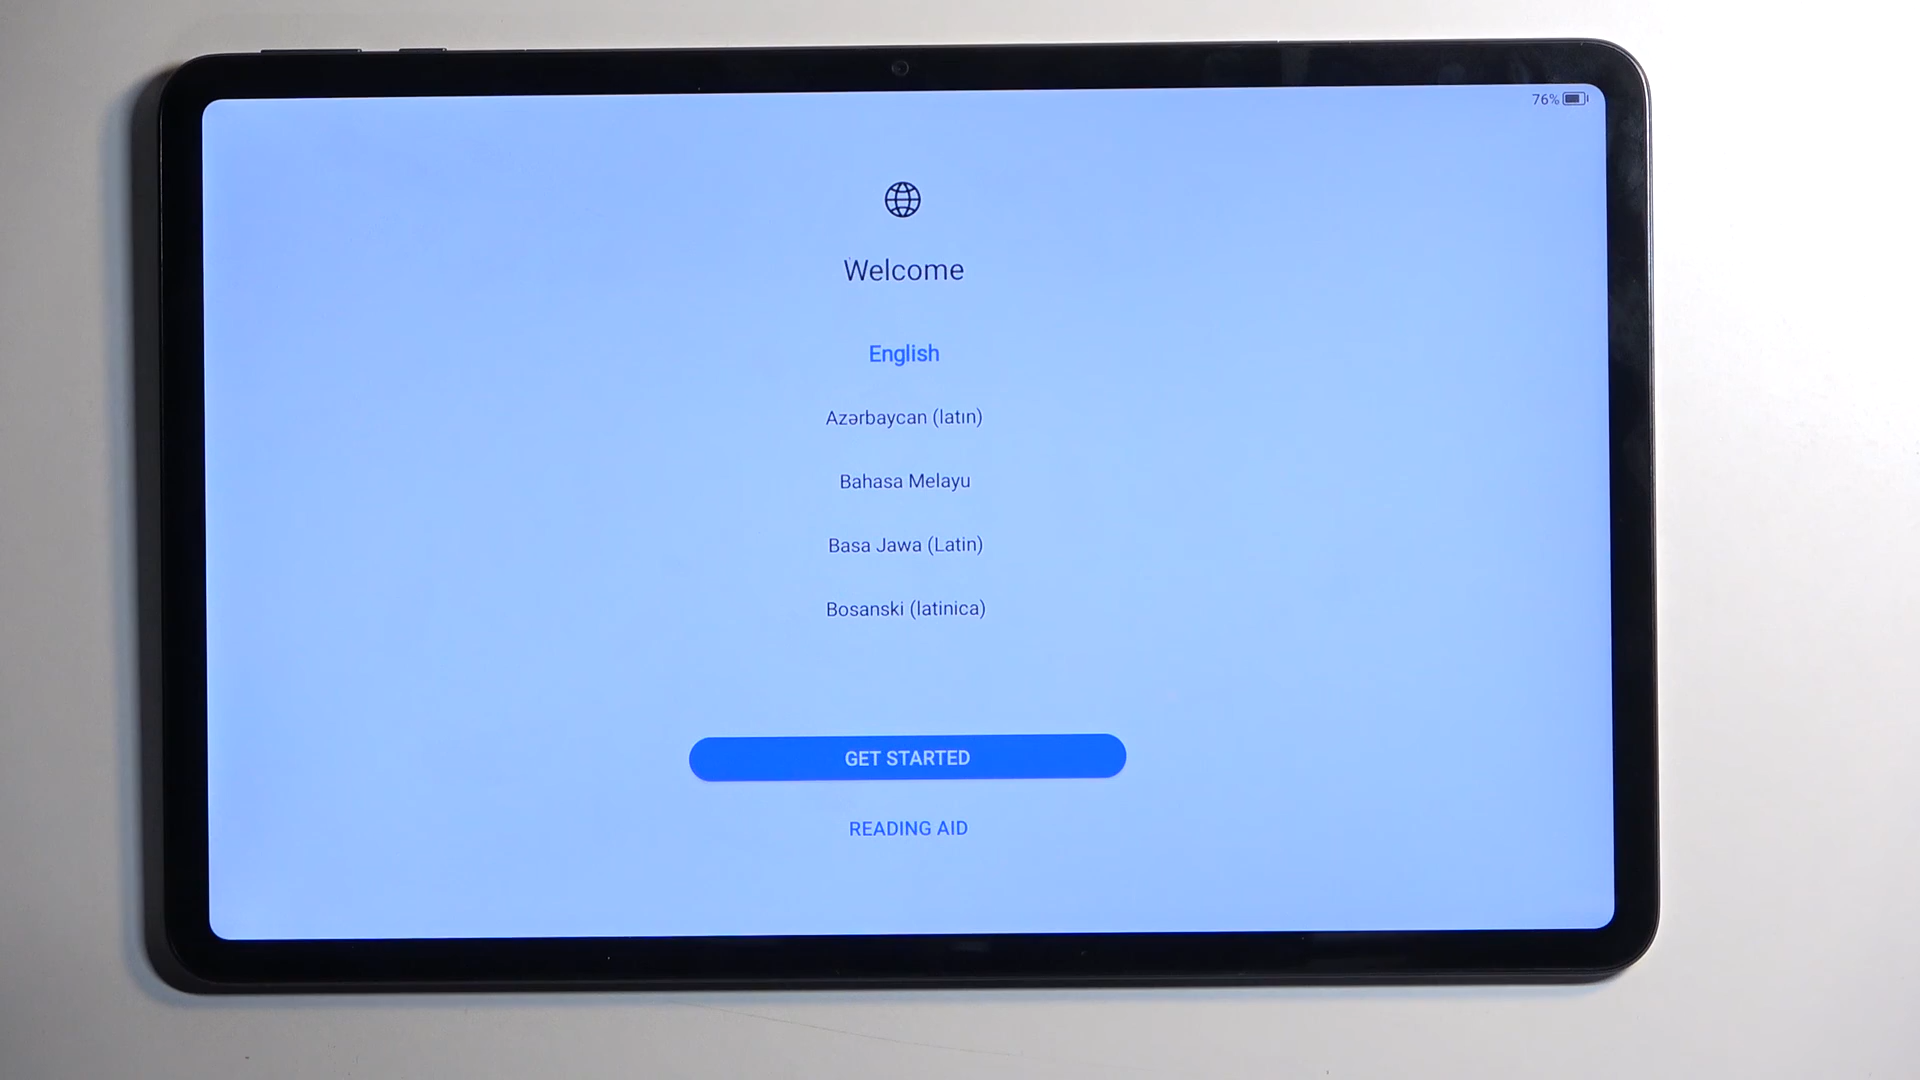 76%
Welcome
English
Azərbaycan (latın)
Bahasa Melayu
Basa Jawa (Latin)
Bosanski (latinica)
GET STARTED
READING AID